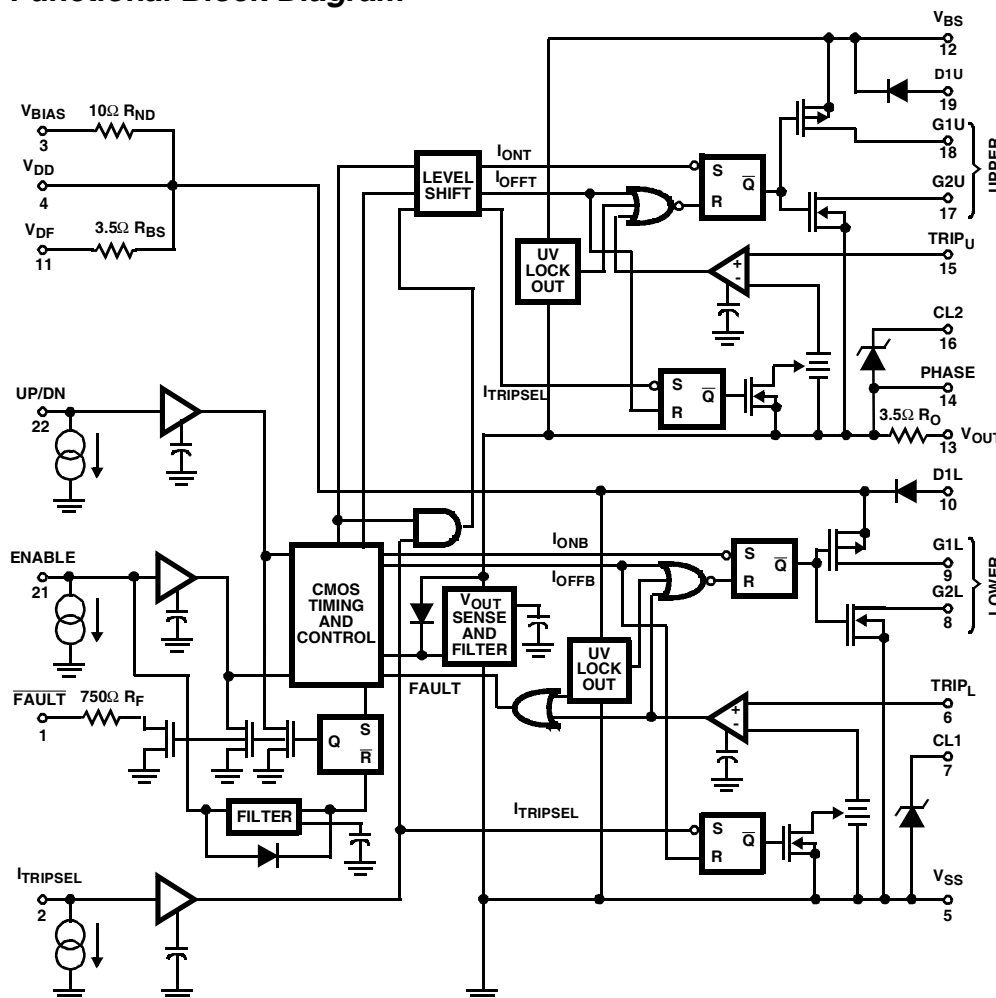 Functional Block Diagram
VBS
12
D1U
19
G1U
18
UPPER
G2U
17
TRIPU
15
CL2
16
PHASE
14
3.5Ω RO
VOUT
13
VBIAS
3
10Ω RND
VDD
4
VDF
11
3.5Ω RBS
LEVEL
SHIFT
IONT
IOFFT
S
R
Q̅
UV
LOCK
OUT
+
-
ITRIPSEL
S
R
Q̅
UP/DN
22
ENABLE
21
FAULT̅
1
750Ω RF
CMOS
TIMING
AND
CONTROL
IONB
IOFFB
VOUT
SENSE
AND
FILTER
FAULT
S
R
Q̅
UV
LOCK
OUT
D1L
10
G1L
9
LOWER
G2L
8
TRIPL
6
+
-
CL1
7
Q
S
R̅
FILTER
ITRIPSEL
S
R
Q̅
ITRIPSEL
2
VSS
5